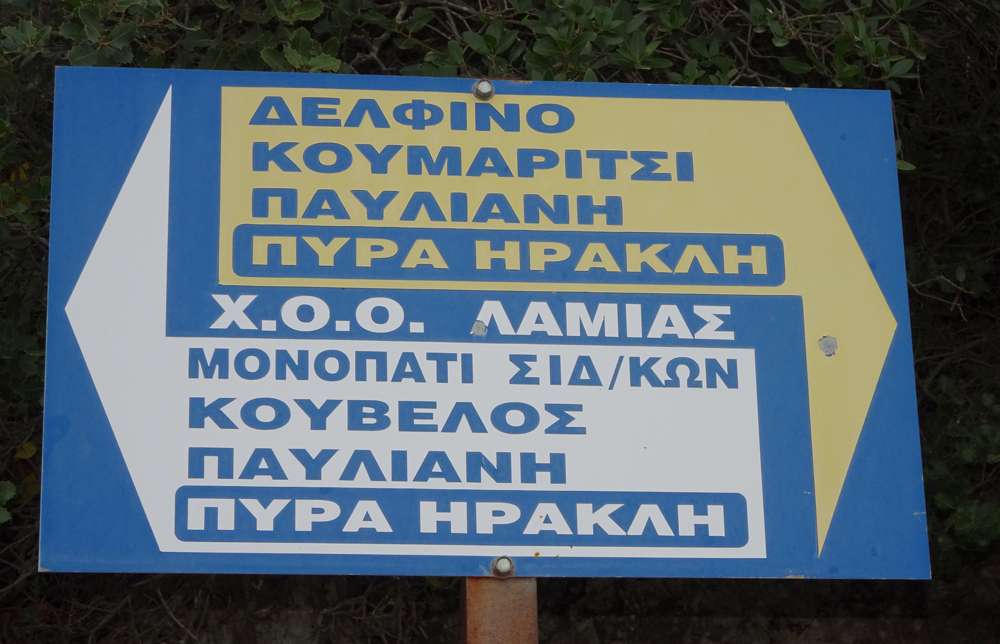 ΔΕΛΦΙΝΟ
ΚΟΥΜΑΡΙΤΣΙ
ΠΑΥΛΙΑΝΗ
ΠΥΡΑ ΗΡΑΚΛΗ
Χ.Ο.Ο. ΛΑΜΙΑΣ
ΜΟΝΟΠΑΤΙ ΣΙΔ/ΚΩΝ
ΚΟΥΒΕΛΟΣ
ΠΑΥΛΙΑΝΗ
ΠΥΡΑ ΗΡΑΚΛΗ